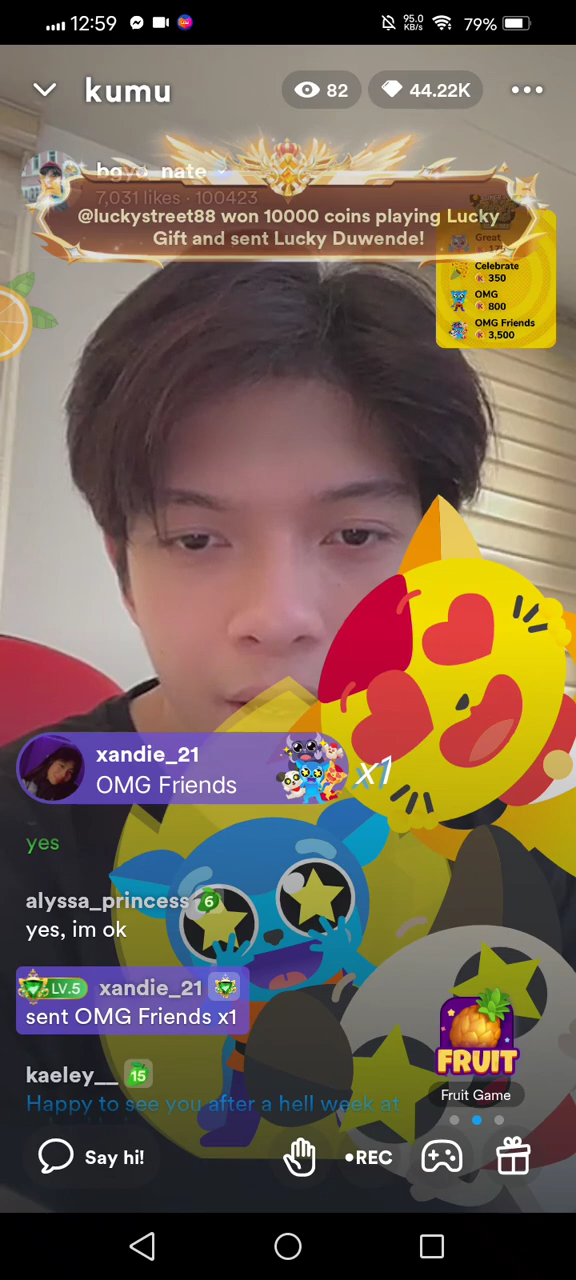 12:59
95.0
KB/s
79%
kumu
82
44.22K
7,031 likes · 100423
@luckystreet88 won 10000 coins playing Lucky
Gift and sent Lucky Duwende!
Great
Celebrate
350
OMG
800
OMG Friends
3,500
xandie_21
OMG Friends
x1
yes
alyssa_princess 6
yes, im ok
LV.5 xandie_21
sent OMG Friends x1
kaeley__ 15
Happy to see you after a hell week at
FRUIT
Fruit Game
Say hi!
•REC